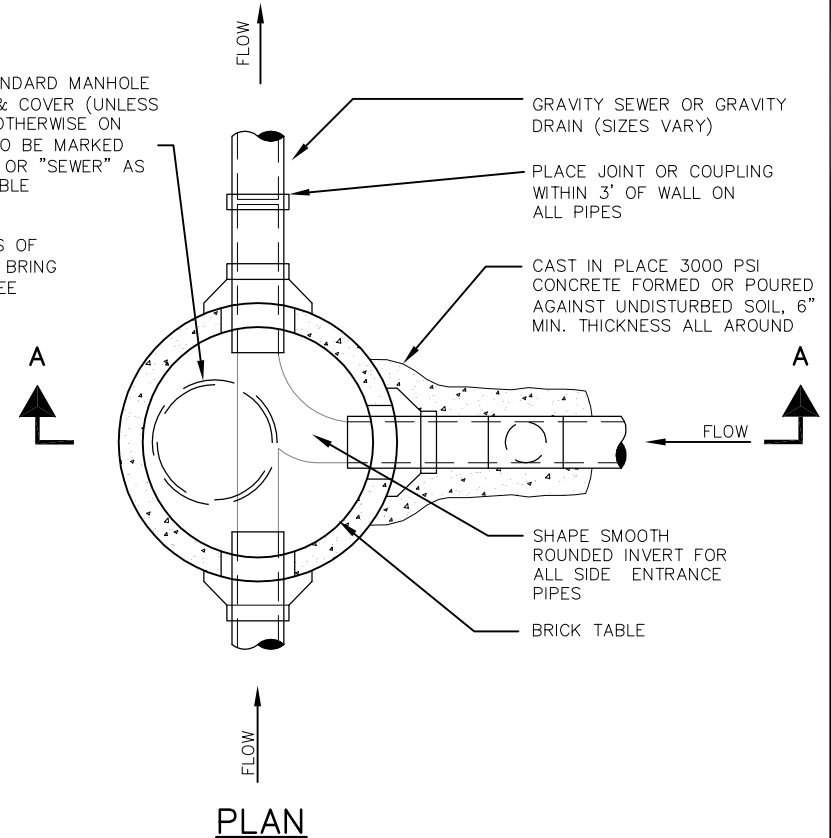 FLOW
NDARD MANHOLE
& COVER (UNLESS
OTHERWISE ON
O BE MARKED
OR "SEWER" AS
BLE
S OF
BRING
EE
GRAVITY SEWER OR GRAVITY
DRAIN (SIZES VARY)
PLACE JOINT OR COUPLING
WITHIN 3' OF WALL ON
ALL PIPES
CAST IN PLACE 3000 PSI
CONCRETE FORMED OR POURED
AGAINST UNDISTURBED SOIL, 6"
MIN. THICKNESS ALL AROUND
A
A
FLOW
SHAPE SMOOTH
ROUNDED INVERT FOR
ALL SIDE ENTRANCE
PIPES
BRICK TABLE
FLOW
PLAN